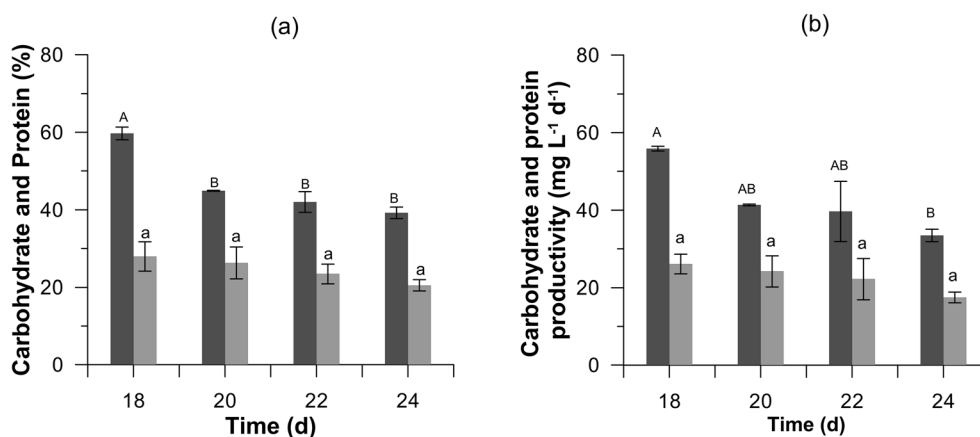 (a)
Carbohydrate and Protein (%)
80
60
40
20
0
A
B
B
B
a
a
a
a
18
20
22
24
Time (d)
(b)
Carbohydrate and protein
productivity (mg L⁻¹ d⁻¹)
80
60
40
20
0
A
AB
AB
B
a
a
a
a
18
20
22
24
Time (d)